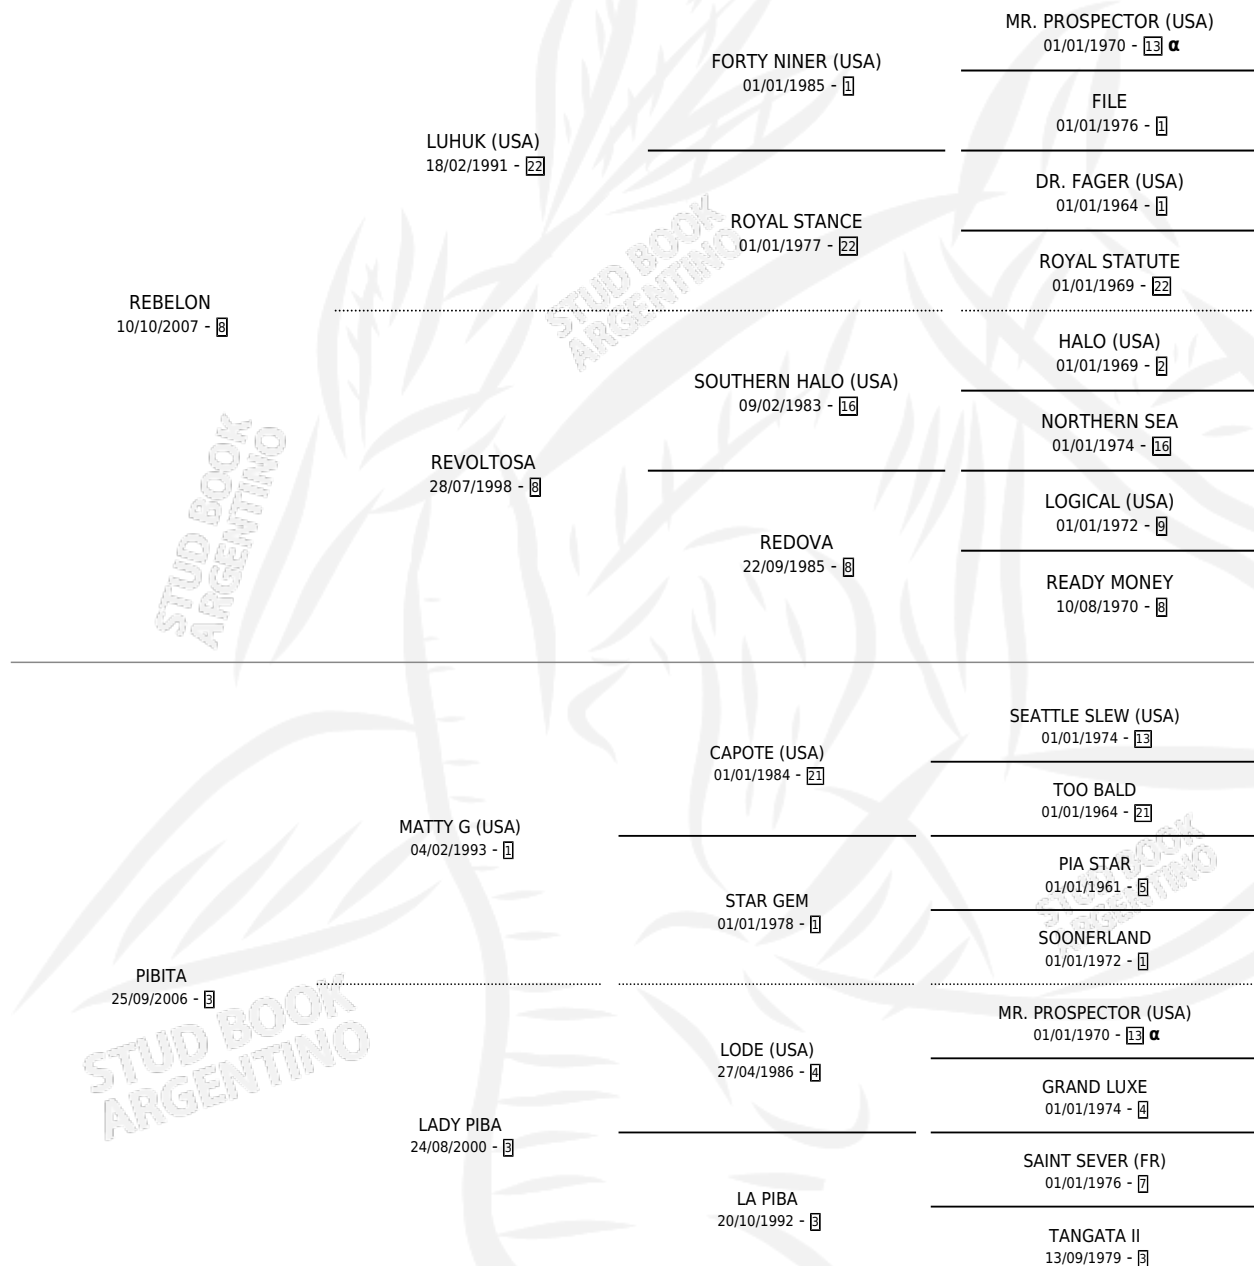 MR. PROSPECTOR (USA)
01/01/1970 - 13 α
FORTY NINER (USA)
01/01/1985 - 1
FILE
01/01/1976 - 1
LUHUK (USA)
18/02/1991 - 22
DR. FAGER (USA)
01/01/1964 - 1
ROYAL STANCE
01/01/1977 - 22
ROYAL STATUTE
01/01/1969 - 22
REBELON
10/10/2007 - 8
HALO (USA)
01/01/1969 - 2
SOUTHERN HALO (USA)
09/02/1983 - 16
NORTHERN SEA
01/01/1974 - 16
REVOLTOSA
28/07/1998 - 8
LOGICAL (USA)
01/01/1972 - 9
REDOVA
22/09/1985 - 8
READY MONEY
10/08/1970 - 8
SEATTLE SLEW (USA)
01/01/1974 - 13
CAPOTE (USA)
01/01/1984 - 21
TOO BALD
01/01/1964 - 21
MATTY G (USA)
04/02/1993 - 1
PIA STAR
01/01/1961 - 5
STAR GEM
01/01/1978 - 1
SOONERLAND
01/01/1972 - 1
PIBITA
25/09/2006 - 3
MR. PROSPECTOR (USA)
01/01/1970 - 13 α
LODE (USA)
27/04/1986 - 4
GRAND LUXE
01/01/1974 - 4
LADY PIBA
24/08/2000 - 3
SAINT SEVER (FR)
01/01/1976 - 7
LA PIBA
20/10/1992 - 3
TANGATA II
13/09/1979 - 3
STUD BOOK
ARGENTINO
STUD BOOK
ARGENTINO
STUD BOOK
ARGENTINO
STUD BOOK
ARGENTINO